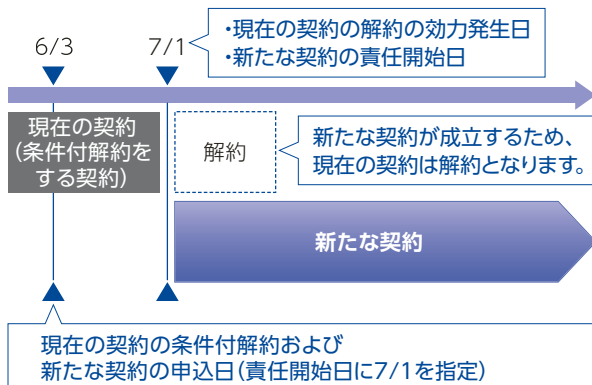 6/3
7/1
・現在の契約の解約の効力発生日
・新たな契約の責任開始日
現在の契約
(条件付解約を
する契約)
解約
新たな契約が成立するため、
現在の契約は解約となります。
新たな契約
現在の契約の条件付解約および
新たな契約の申込日(責任開始日に7/1を指定)